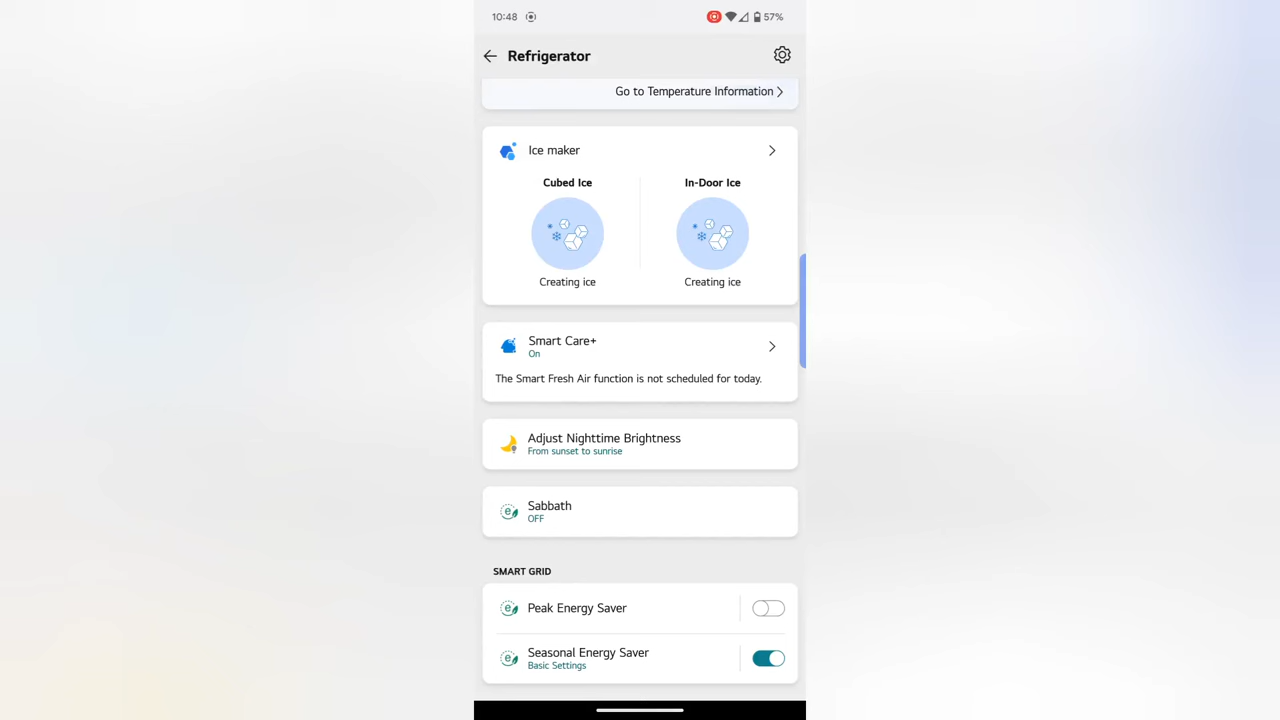 10:48
57%
Refrigerator
Go to Temperature Information
Ice maker
Cubed Ice
In-Door Ice
Creating ice
Creating ice
Smart Care+
On
The Smart Fresh Air function is not scheduled for today.
Adjust Nighttime Brightness
From sunset to sunrise
Sabbath
OFF
SMART GRID
Peak Energy Saver
Seasonal Energy Saver
Basic Settings